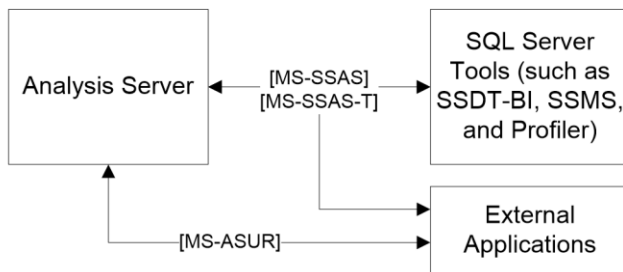 Analysis Server
[MS-SSAS]
[MS-SSAS-T]
SQL Server
Tools (such as
SSDT-BI, SSMS,
and Profiler)
[MS-ASUR]
External
Applications